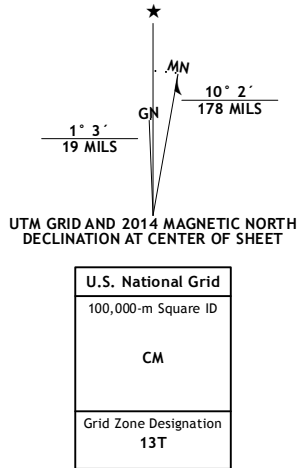 MN
GN
10° 2´
178 MILS
1° 3´
19 MILS
UTM GRID AND 2014 MAGNETIC NORTH
DECLINATION AT CENTER OF SHEET
U.S. National Grid
100,000-m Square ID
CM
Grid Zone Designation
13T